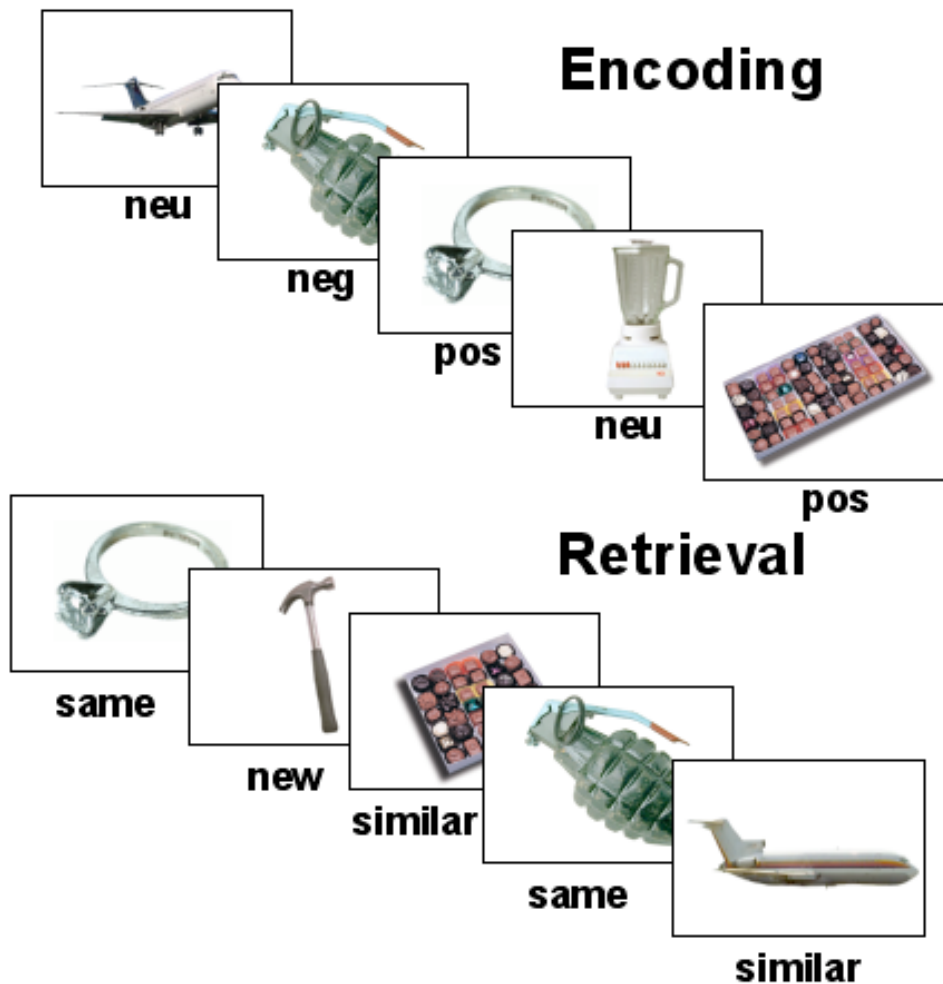 Encoding
neu
neg
pos
neu
pos
Retrieval
same
new
similar
same
similar